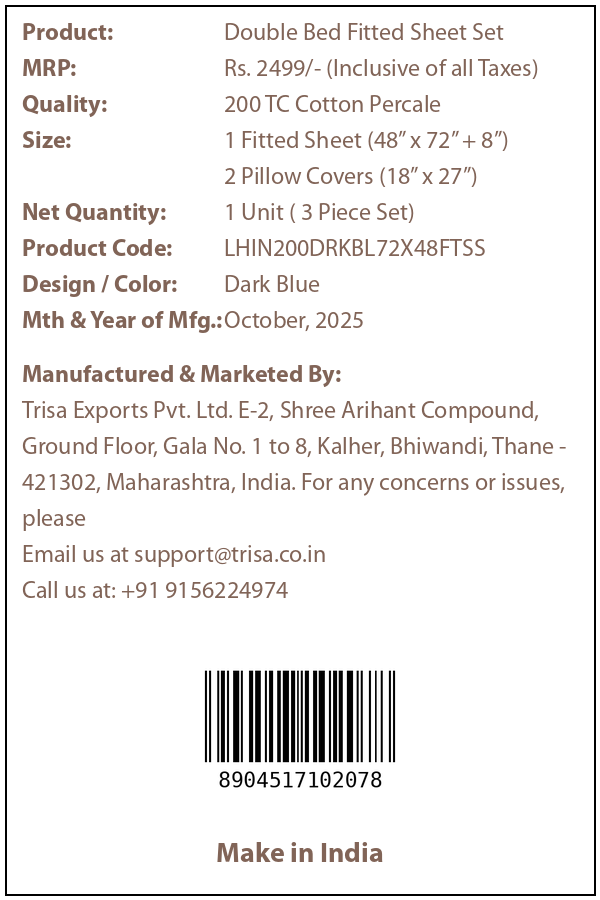 Product: Double Bed Fitted Sheet Set
MRP: Rs. 2499/- (Inclusive of all Taxes)
Quality: 200 TC Cotton Percale
Size: 1 Fitted Sheet (48” x 72” + 8”)
2 Pillow Covers (18” x 27”)
Net Quantity: 1 Unit ( 3 Piece Set)
Product Code: LHIN200DRKBL72X48FTSS
Design / Color: Dark Blue
Mth & Year of Mfg.: October, 2025
Manufactured & Marketed By:
Trisa Exports Pvt. Ltd. E-2, Shree Arihant Compound,
Ground Floor, Gala No. 1 to 8, Kalher, Bhiwandi, Thane -
421302, Maharashtra, India. For any concerns or issues,
please
Email us at support@trisa.co.in
Call us at: +91 9156224974
8904517102078
Make in India